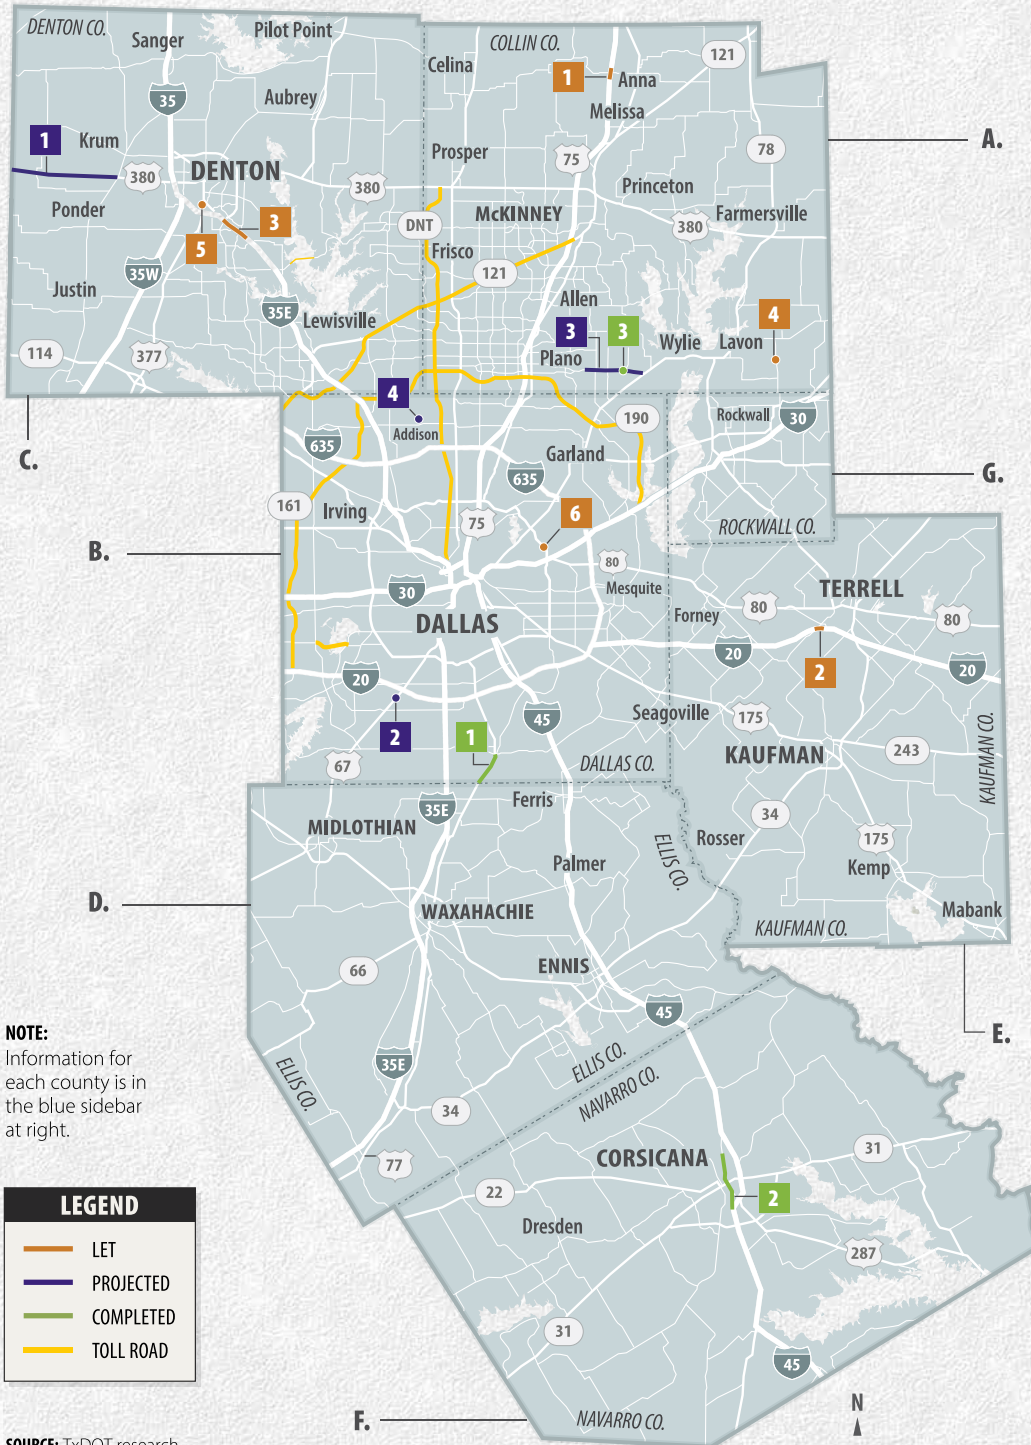 DENTON CO.
Sanger
Pilot Point
COLLIN CO.
Celina
121
1
Anna
Melissa
35
Aubrey
1
Krum
A.
78
75
Prosper
DENTON
380
380
Princeton
Ponder
3
5
DNT
McKINNEY
Farmersville
380
Frisco
35W
121
Justin
Allen
35E
Lewisville
3
3
4
Wylie
Lavon
Plano
114
377
4
Addison
C.
190
Rockwall
30
635
Garland
635
G.
161
Irving
75
6
ROCKWALL CO.
B.
80
Mesquite
TERRELL
30
Forney
80
80
DALLAS
20
20
20
2
Seagoville
175
45
2
1
KAUFMAN
243
KAUFMAN CO.
67
DALLAS CO.
Ferris
35E
MIDLOTHIAN
34
Rosser
175
ELLIS CO.
Palmer
Kemp
D.
WAXAHACHIE
Mabank
KAUFMAN CO.
ENNIS
66
45
E.
NOTE:
Information for
each county is in
the blue sidebar
at right.
35E
ELLIS CO.
ELLIS CO.
NAVARRO CO.
34
77
CORSICANA
31
22
2
LEGEND
LET
PROJECTED
COMPLETED
TOLL ROAD
Dresden
287
31
45
F.
NAVARRO CO.
N
SOURCE: TxDOT research